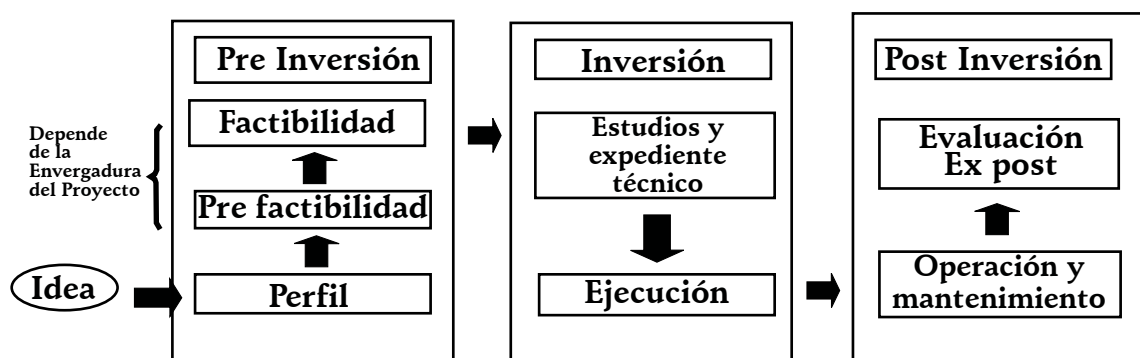 Pre Inversión
Factibilidad
Depende
de la
Envergadura
del Proyecto
Pre factibilidad
Idea
Perfil
Inversión
Estudios y
expediente
técnico
Ejecución
Post Inversión
Evaluación
Ex post
Operación y
mantenimiento